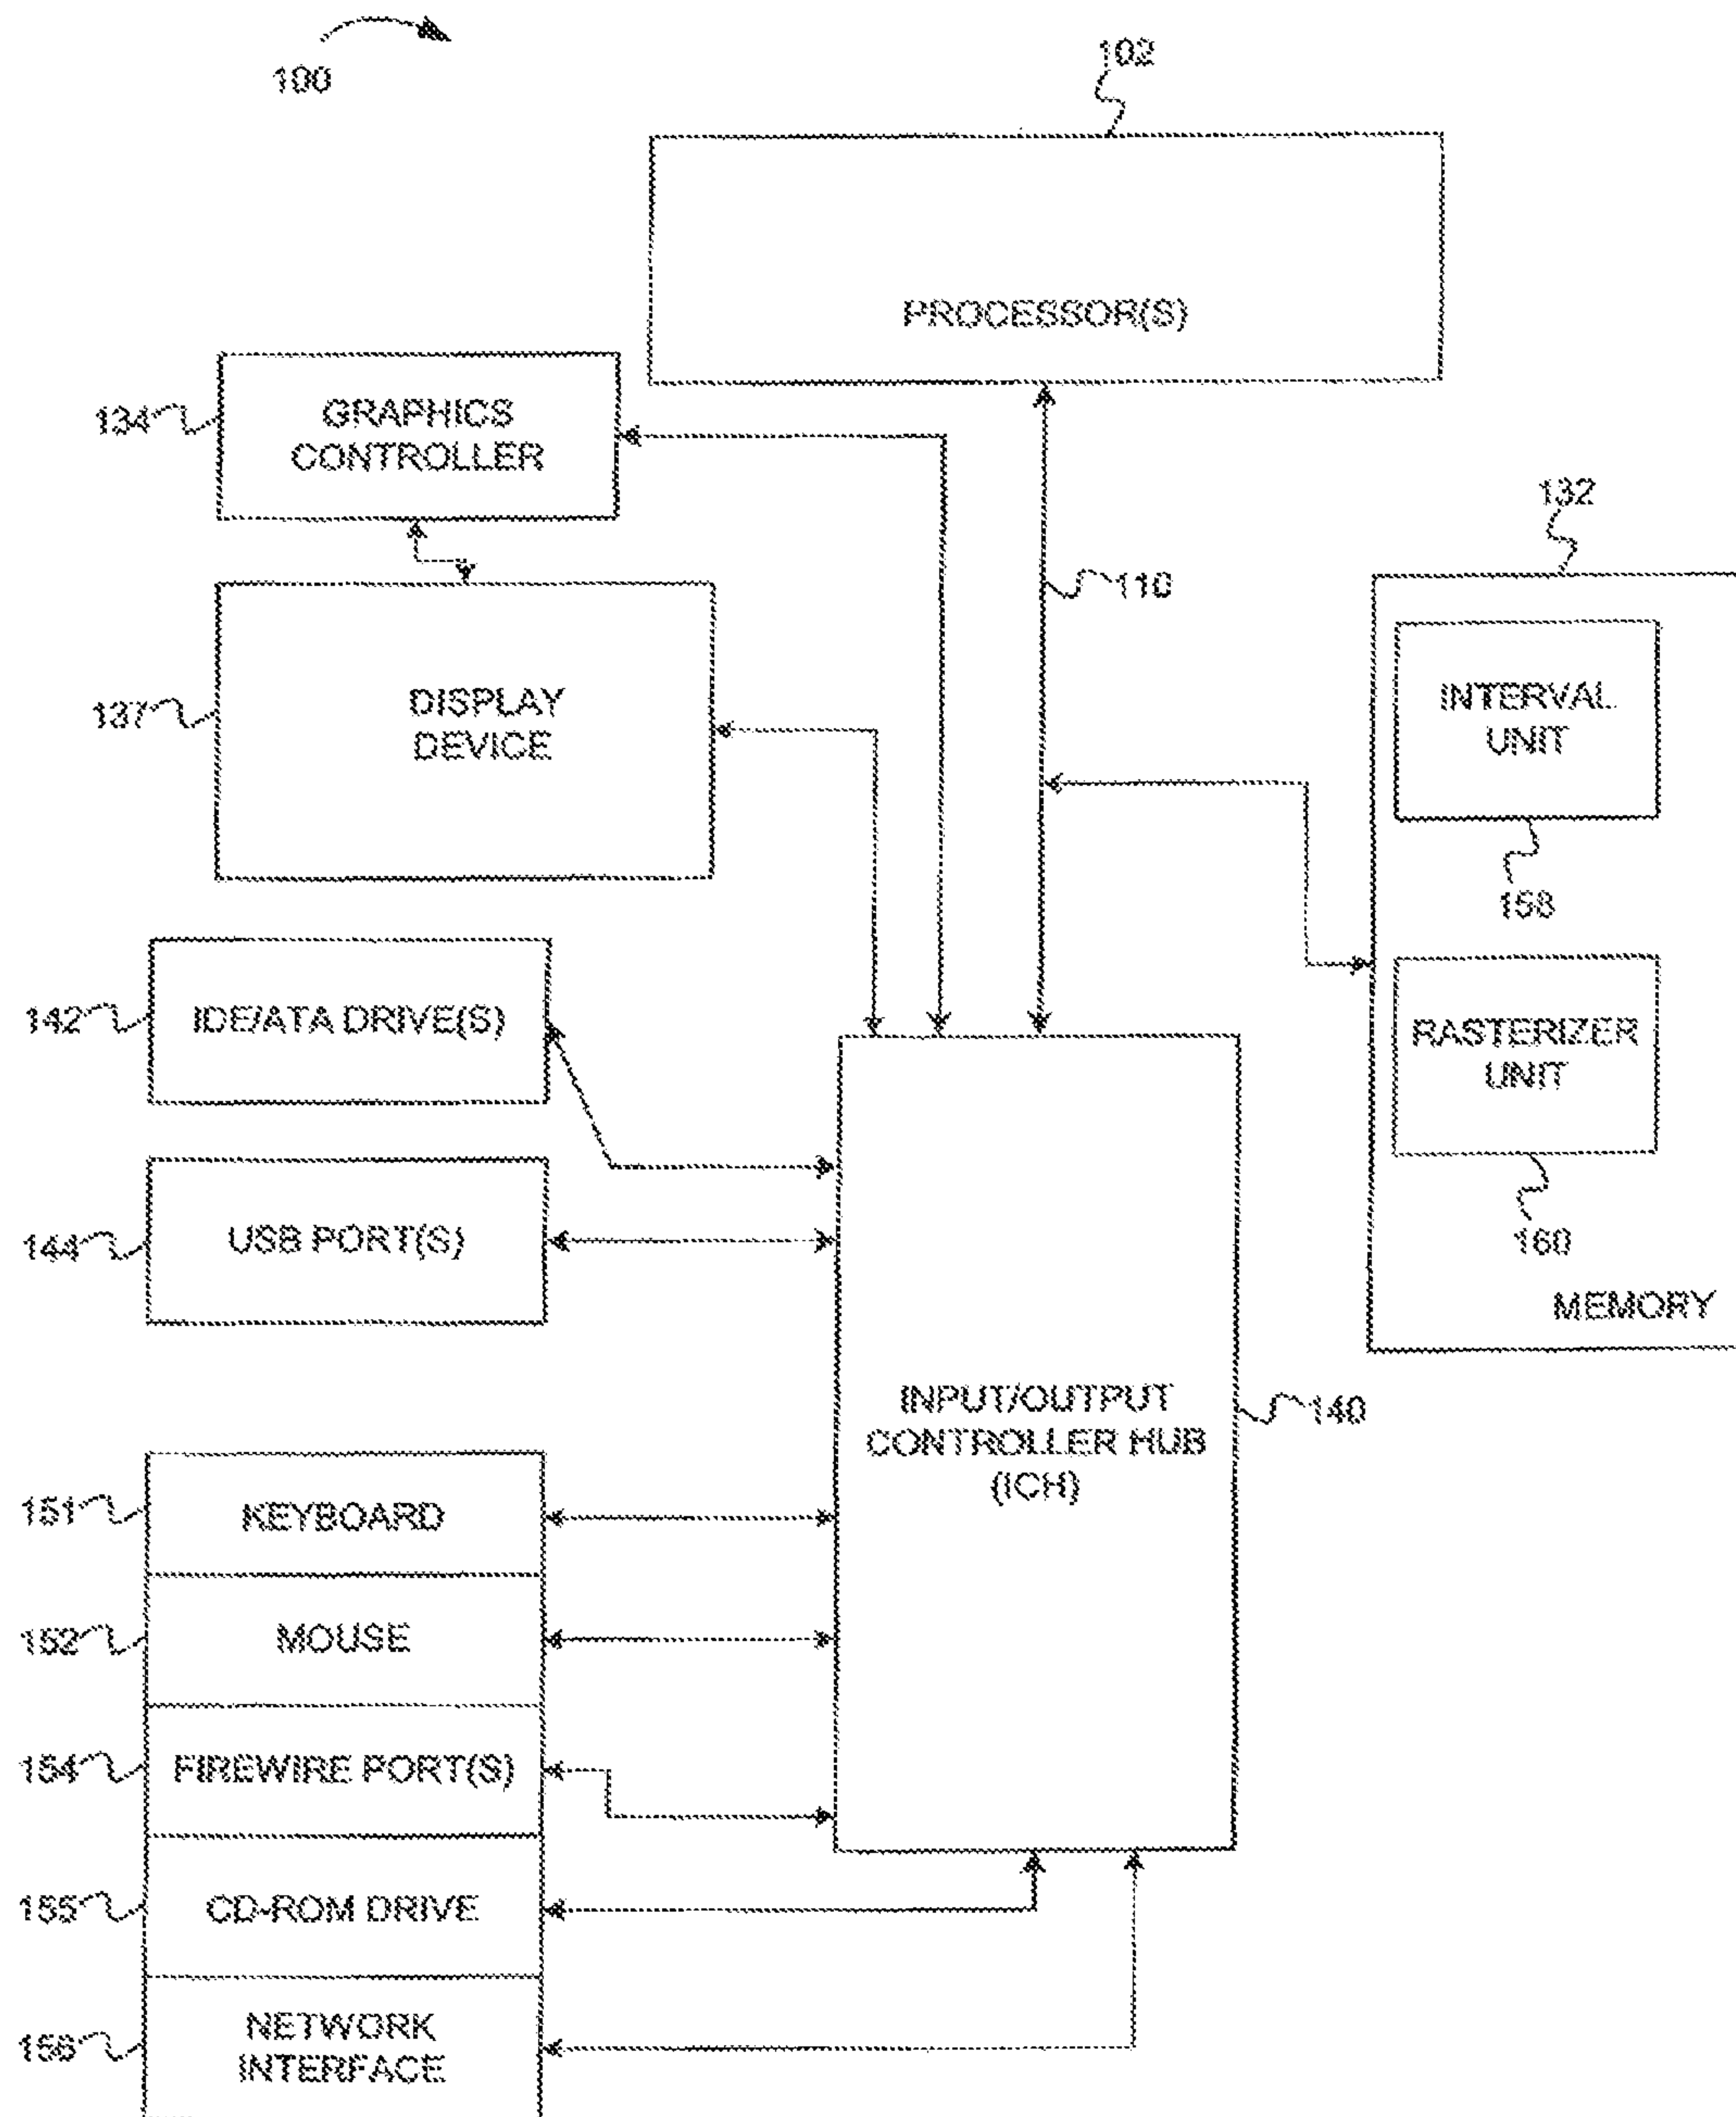 100
102
PROCESSOR(S)
134
GRAPHICS
CONTROLLER
132
110
137
DISPLAY
DEVICE
INTERVAL
UNIT
158
142
IDE/ATA DRIVE(S)
RASTERIZER
UNIT
160
144
USB PORT(S)
MEMORY
INPUT/OUTPUT
CONTROLLER HUB
(ICH)
140
151
KEYBOARD
152
MOUSE
154
FIREWIRE PORT(S)
155
CD-ROM DRIVE
156
NETWORK
INTERFACE